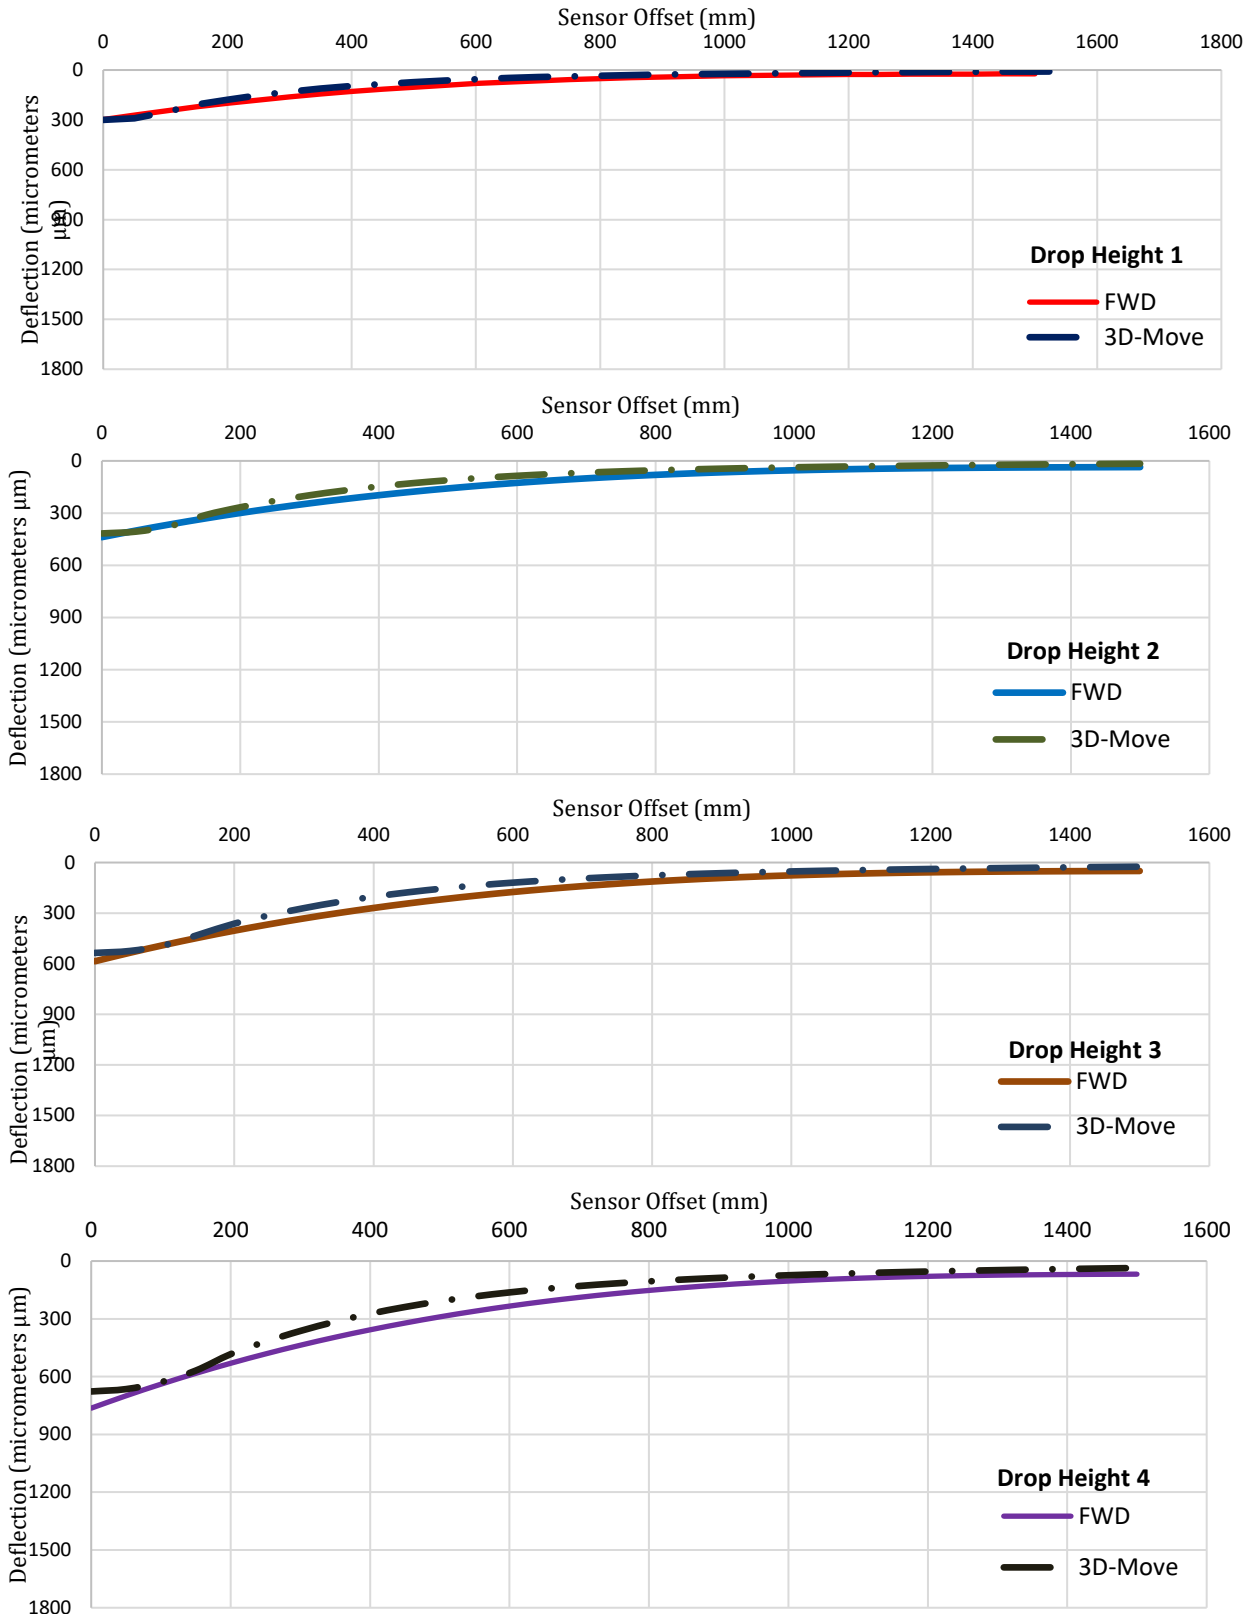 Sensor Offset (mm)
0 200 400 600 800 1000 1200 1400 1600 1800
0
300
600
900
1200
1500
1800
Deflection (micrometers
μm)
Drop Height 1
FWD
3D-Move
Sensor Offset (mm)
0 200 400 600 800 1000 1200 1400 1600
0
300
600
900
1200
1500
1800
Deflection (micrometers μm)
Drop Height 2
FWD
3D-Move
Sensor Offset (mm)
0 200 400 600 800 1000 1200 1400 1600
0
300
600
900
1200
1500
1800
Deflection (micrometers
μm)
Drop Height 3
FWD
3D-Move
Sensor Offset (mm)
0 200 400 600 800 1000 1200 1400 1600
0
300
600
900
1200
1500
1800
Deflection (micrometers μm)
Drop Height 4
FWD
3D-Move